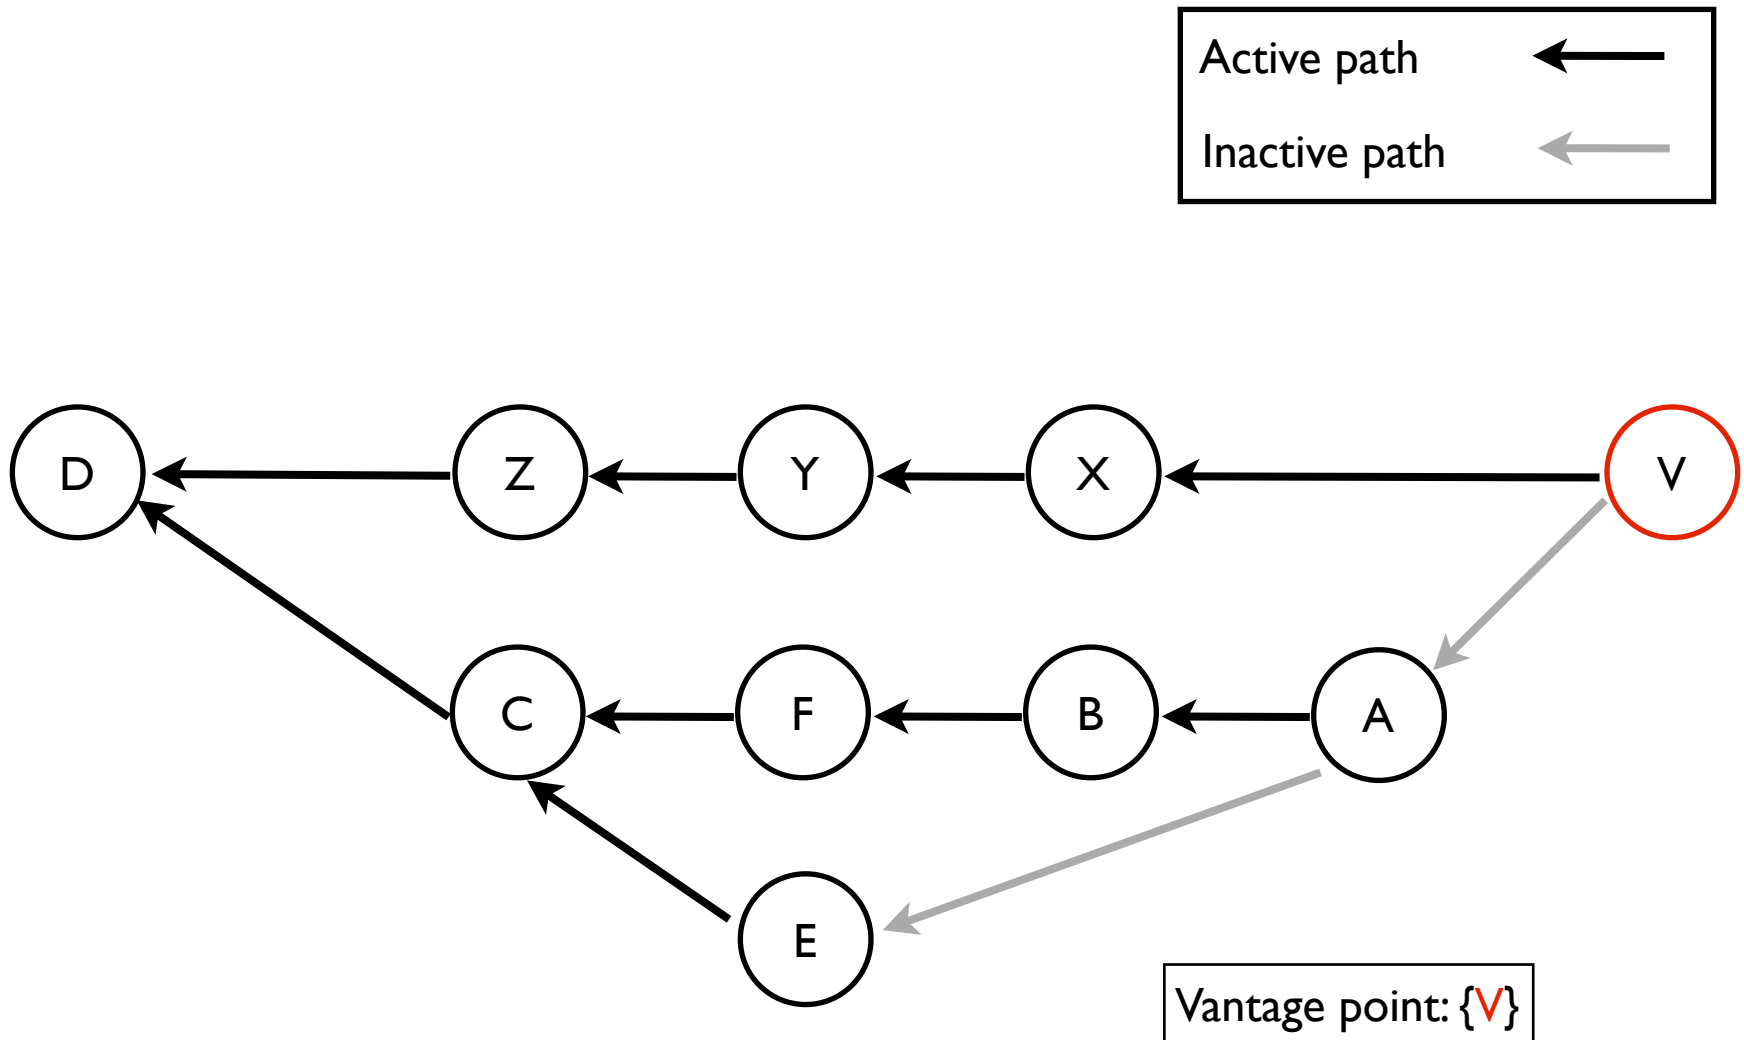 Active path
Inactive path
D Z Y X V
C F B A
E
Vantage point: {V}